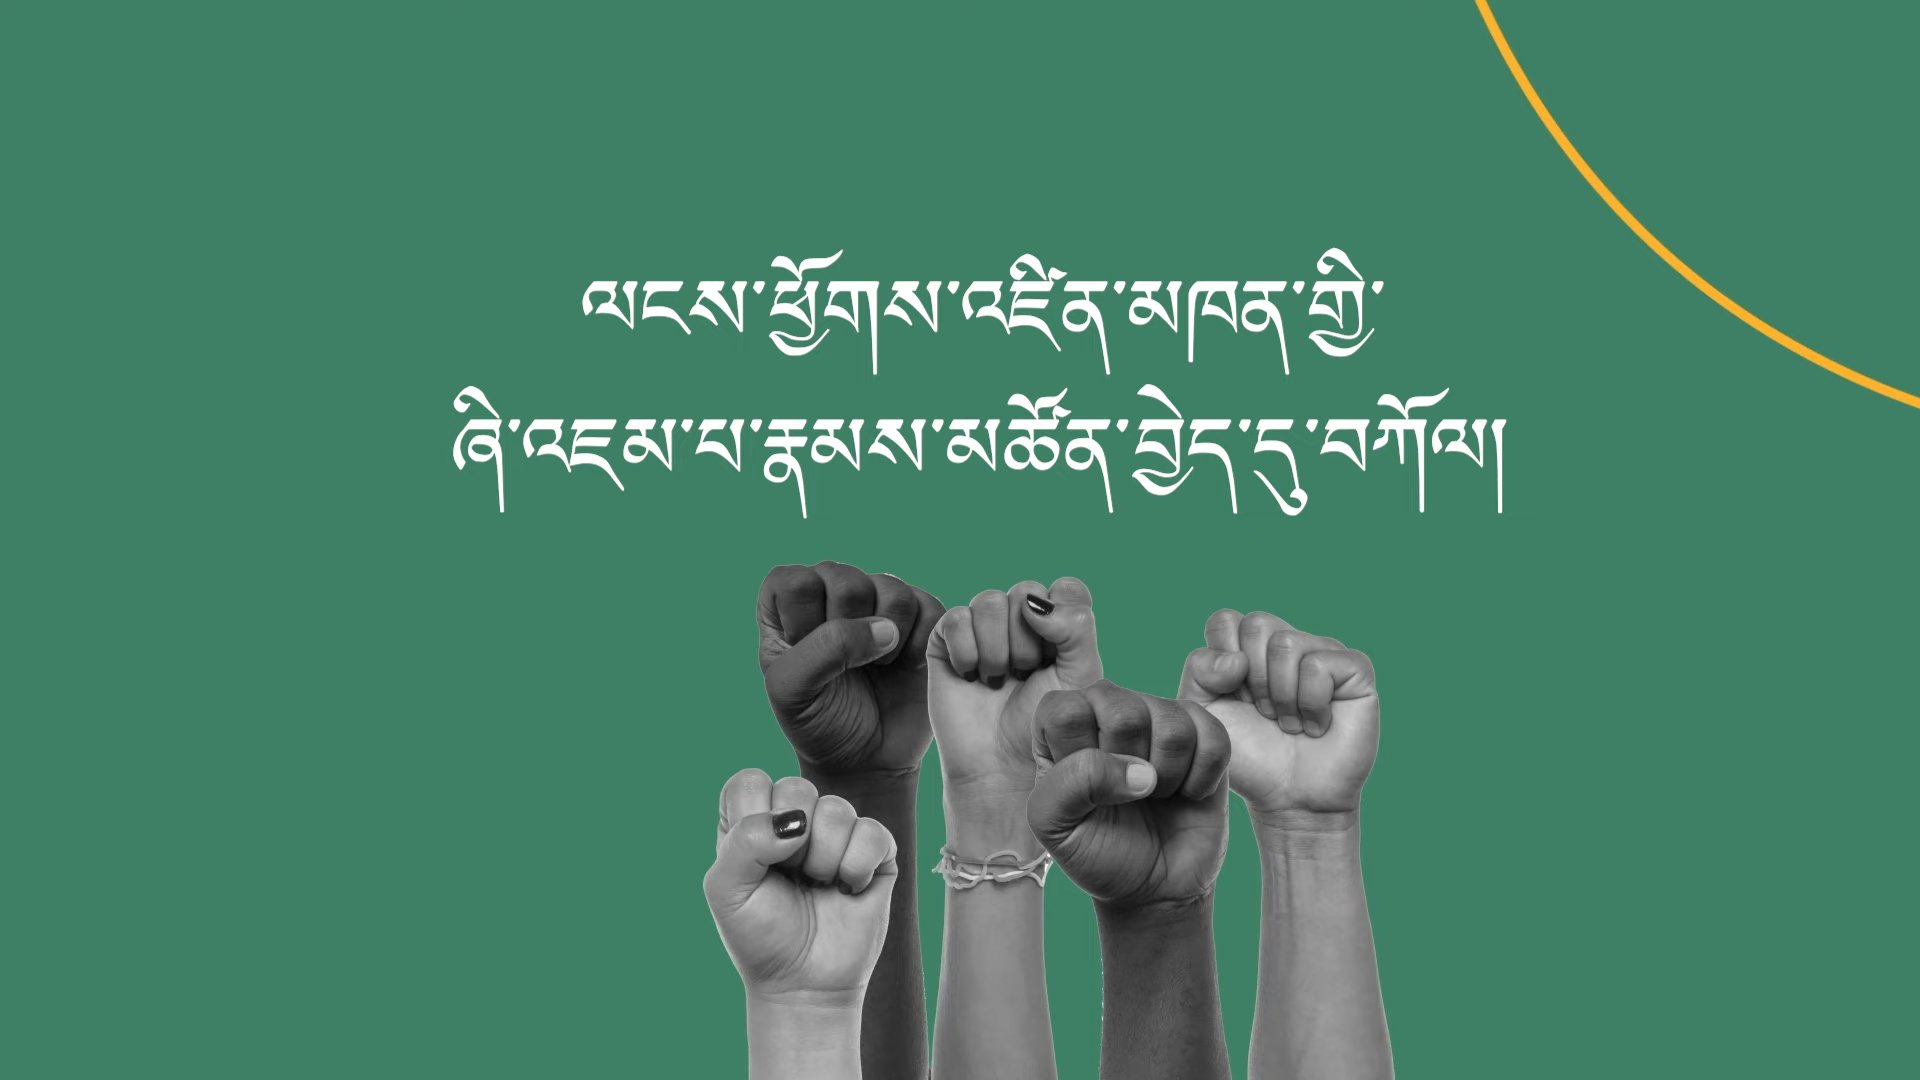 ལངས་ཕྱོགས་འཛིན་མཁན་གྱི་
ཞི་འཇམ་པ་རྣམས་མཚོན་བྱེད་དུ་བཀོལ།